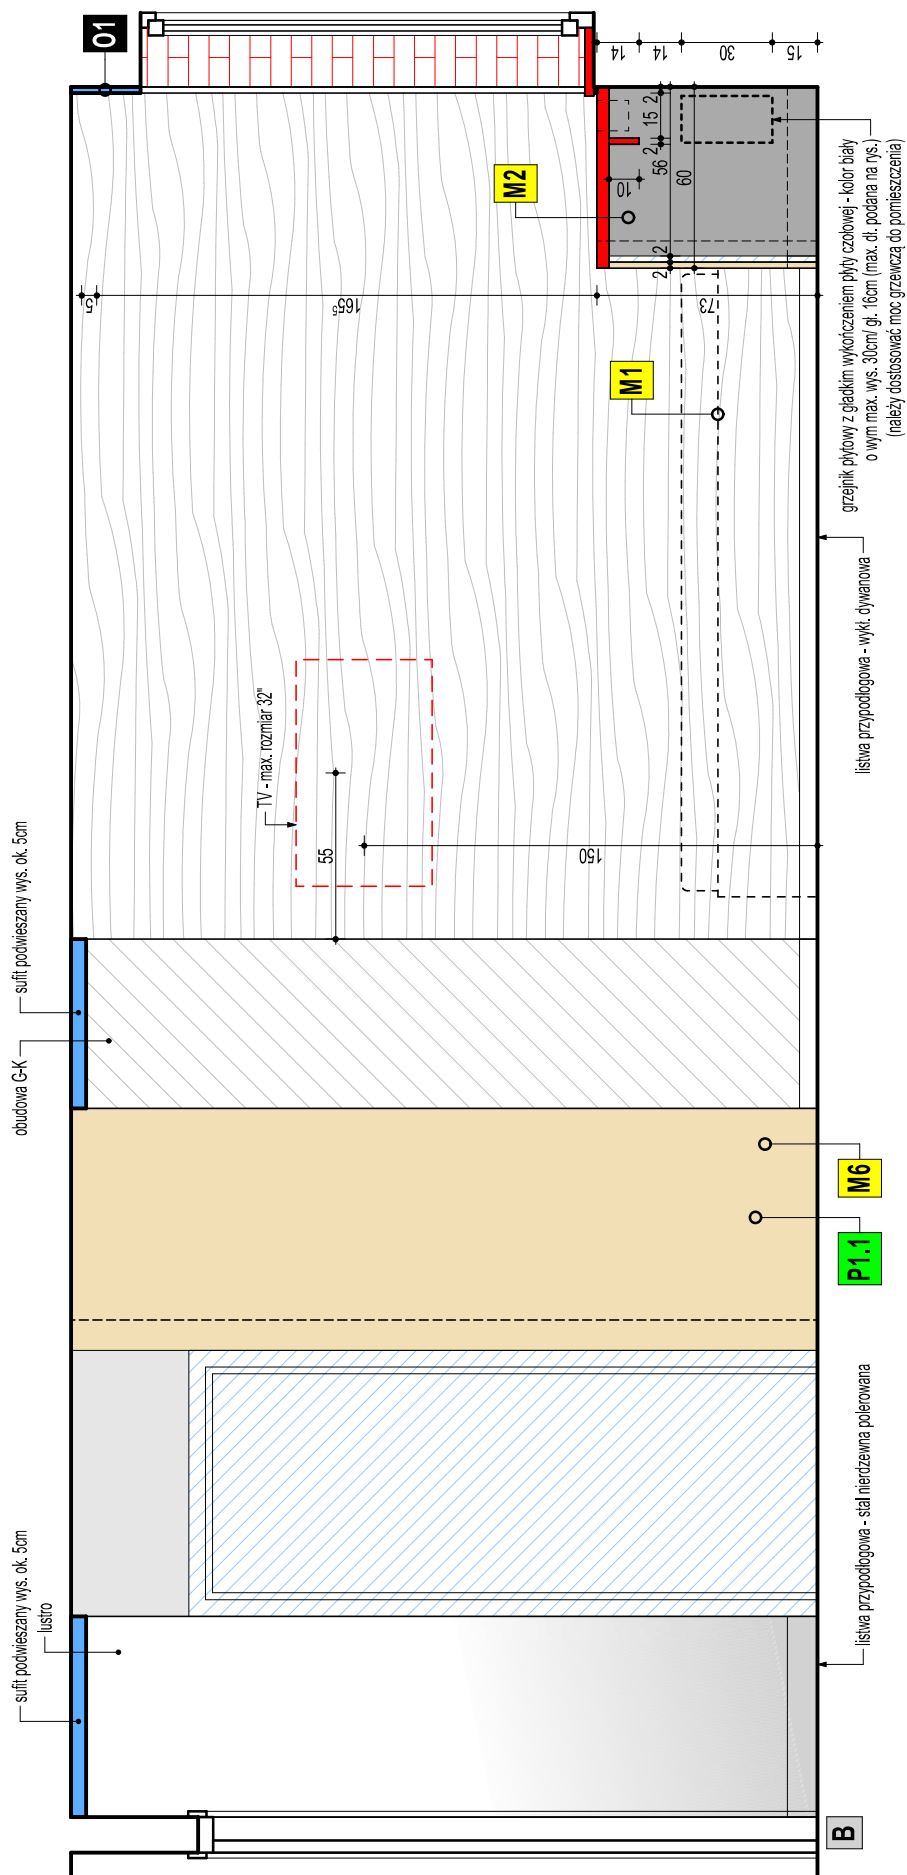 B
sufit podwieszany wys. ok. 5cm
lustro
obudowa G-K
sufit podwieszany wys. ok. 5cm
TV - max. rozmiar 32"
55
150
5
165⁵
73
O1
M2
M1
M6
P1.1
14
14
30
15
2
15
2
56
60
10
2
2
listwa przypodłogowa - stal nierdzewna polerowana
listwa przypodłogowa - wykł. dywanowa
grzejnik płytowy z gładkim wykończeniem płyty czołowej - kolor biały
o wym max. wys. 30cm/ gł. 16cm (max. dł. podana na rys.)
(należy dostosować moc grzewczą do pomieszczenia)